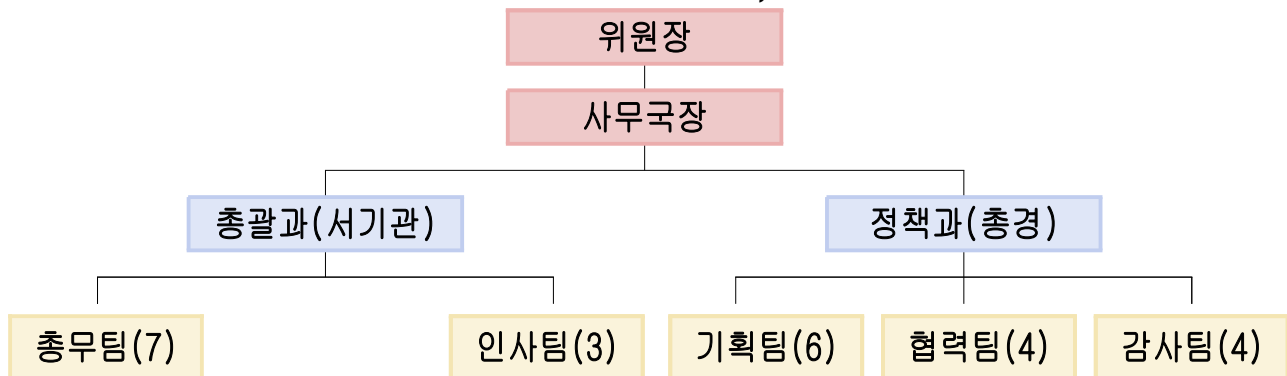 위원장
사무국장
총괄과(서기관)
정책과(총경)
총무팀(7)
인사팀(3)
기획팀(6)
협력팀(4)
감사팀(4)